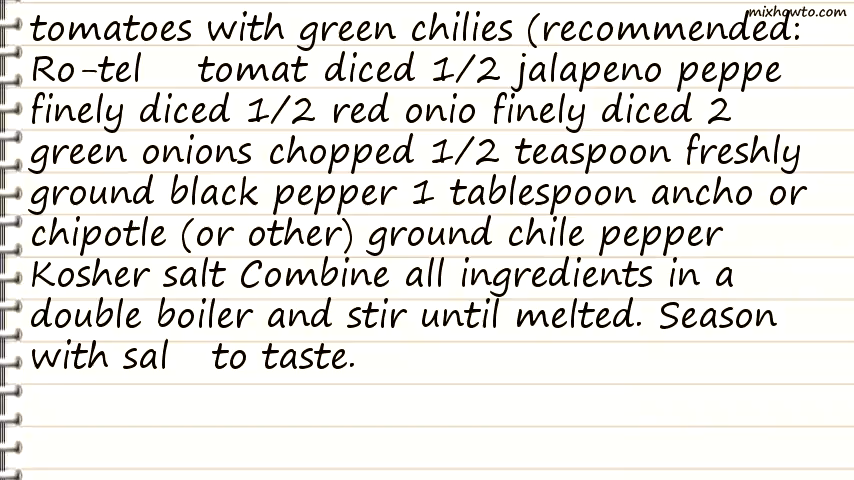 mixhowto.com
tomatoes with green chilies (recommended:
Ro-tel tomat diced 1/2 jalapeno peppe
finely diced 1/2 red onio finely diced 2
green onions chopped 1/2 teaspoon freshly
ground black pepper 1 tablespoon ancho or
chipotle (or other) ground chile pepper
Kosher salt Combine all ingredients in a
double boiler and stir until melted. Season
with sal to taste.